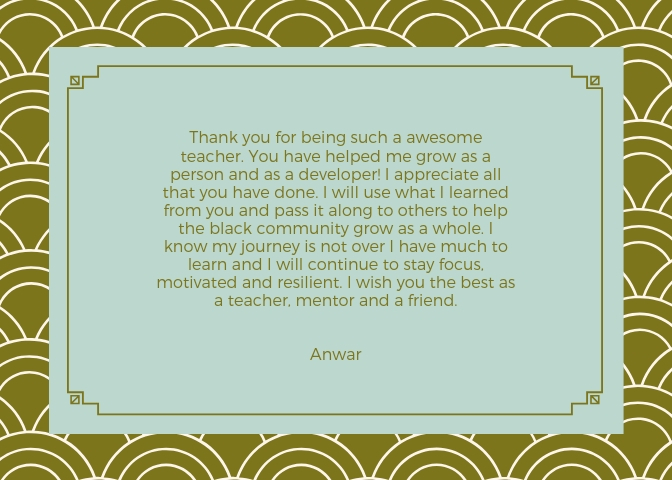 Thank you for being such a awesome
teacher. You have helped me grow as a
person and as a developer! I appreciate all
that you have done. I will use what I learned
from you and pass it along to others to help
the black community grow as a whole. I
know my journey is not over I have much to
learn and I will continue to stay focus,
motivated and resilient. I wish you the best as
a teacher, mentor and a friend.
Anwar